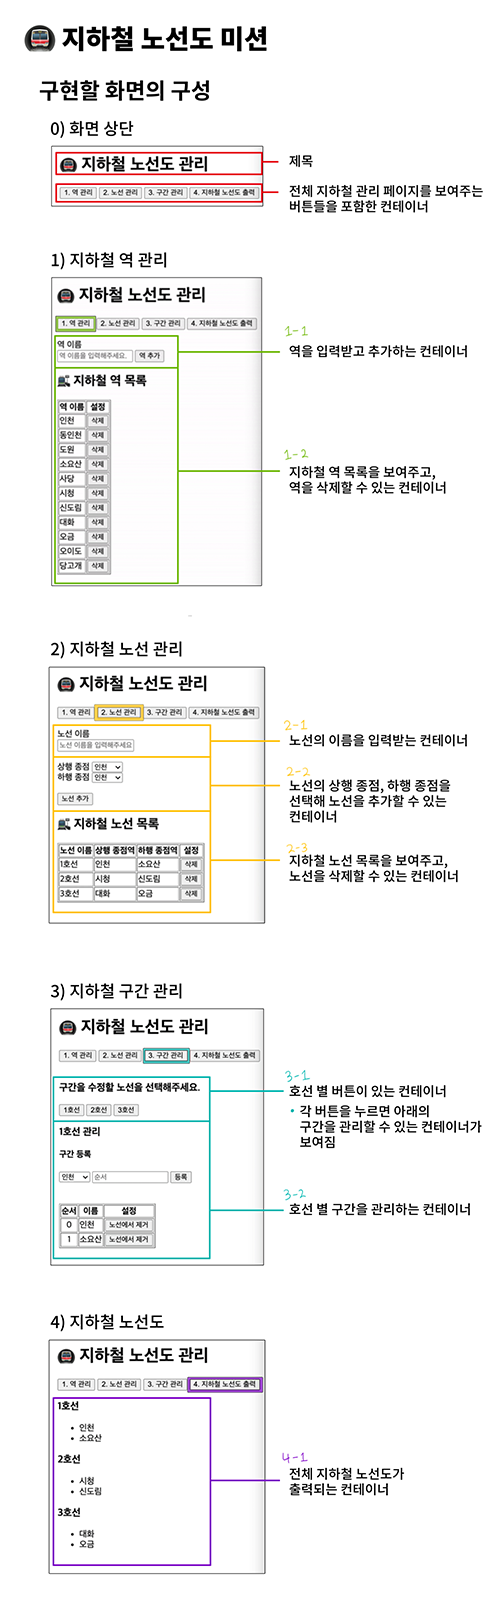 지하철 노선도 미션
구현할 화면의 구성
0) 화면 상단
지하철 노선도 관리
제목
1. 역 관리 2. 노선 관리 3. 구간 관리 4. 지하철 노선도 출력
전체 지하철 관리 페이지를 보여주는
버튼들을 포함한 컨테이너
1) 지하철 역 관리
지하철 노선도 관리
1. 역 관리 2. 노선 관리 3. 구간 관리 4. 지하철 노선도 출력
1-1
역 이름
역 이름을 입력해주세요. 역 추가
역을 입력받고 추가하는 컨테이너
지하철 역 목록
역 이름 설정
인천 삭제
동인천 삭제
도원 삭제
1-2
소요산 삭제
지하철 역 목록을 보여주고,
역을 삭제할 수 있는 컨테이너
사당 삭제
시청 삭제
신도림 삭제
대화 삭제
오금 삭제
오이도 삭제
당고개 삭제
2) 지하철 노선 관리
지하철 노선도 관리
1. 역 관리 2. 노선 관리 3. 구간 관리 4. 지하철 노선도 출력
2-1
노선 이름
노선 이름을 입력해주세요
노선의 이름을 입력받는 컨테이너
2-2
상행 종점 인천
하행 종점 인천
노선 추가
노선의 상행 종점, 하행 종점을
선택해 노선을 추가할 수 있는
컨테이너
지하철 노선 목록
2-3
노선 이름 상행 종점역 하행 종점역 설정
1호선 인천 소요산 삭제
2호선 시청 신도림 삭제
3호선 대화 오금 삭제
지하철 노선 목록을 보여주고,
노선을 삭제할 수 있는 컨테이너
3) 지하철 구간 관리
지하철 노선도 관리
1. 역 관리 2. 노선 관리 3. 구간 관리 4. 지하철 노선도 출력
3-1
구간을 수정할 노선을 선택해주세요.
1호선 2호선 3호선
호선 별 버튼이 있는 컨테이너
• 각 버튼을 누르면 아래의
구간을 관리할 수 있는 컨테이너가
보여짐
1호선 관리
구간 등록
인천 순서 등록
3-2
호선 별 구간을 관리하는 컨테이너
순서 이름 설정
0 인천 노선에서 제거
1 소요산 노선에서 제거
4) 지하철 노선도
지하철 노선도 관리
1. 역 관리 2. 노선 관리 3. 구간 관리 4. 지하철 노선도 출력
1호선
• 인천
• 소요산
2호선
• 시청
• 신도림
3호선
• 대화
• 오금
4-1
전체 지하철 노선도가
출력되는 컨테이너